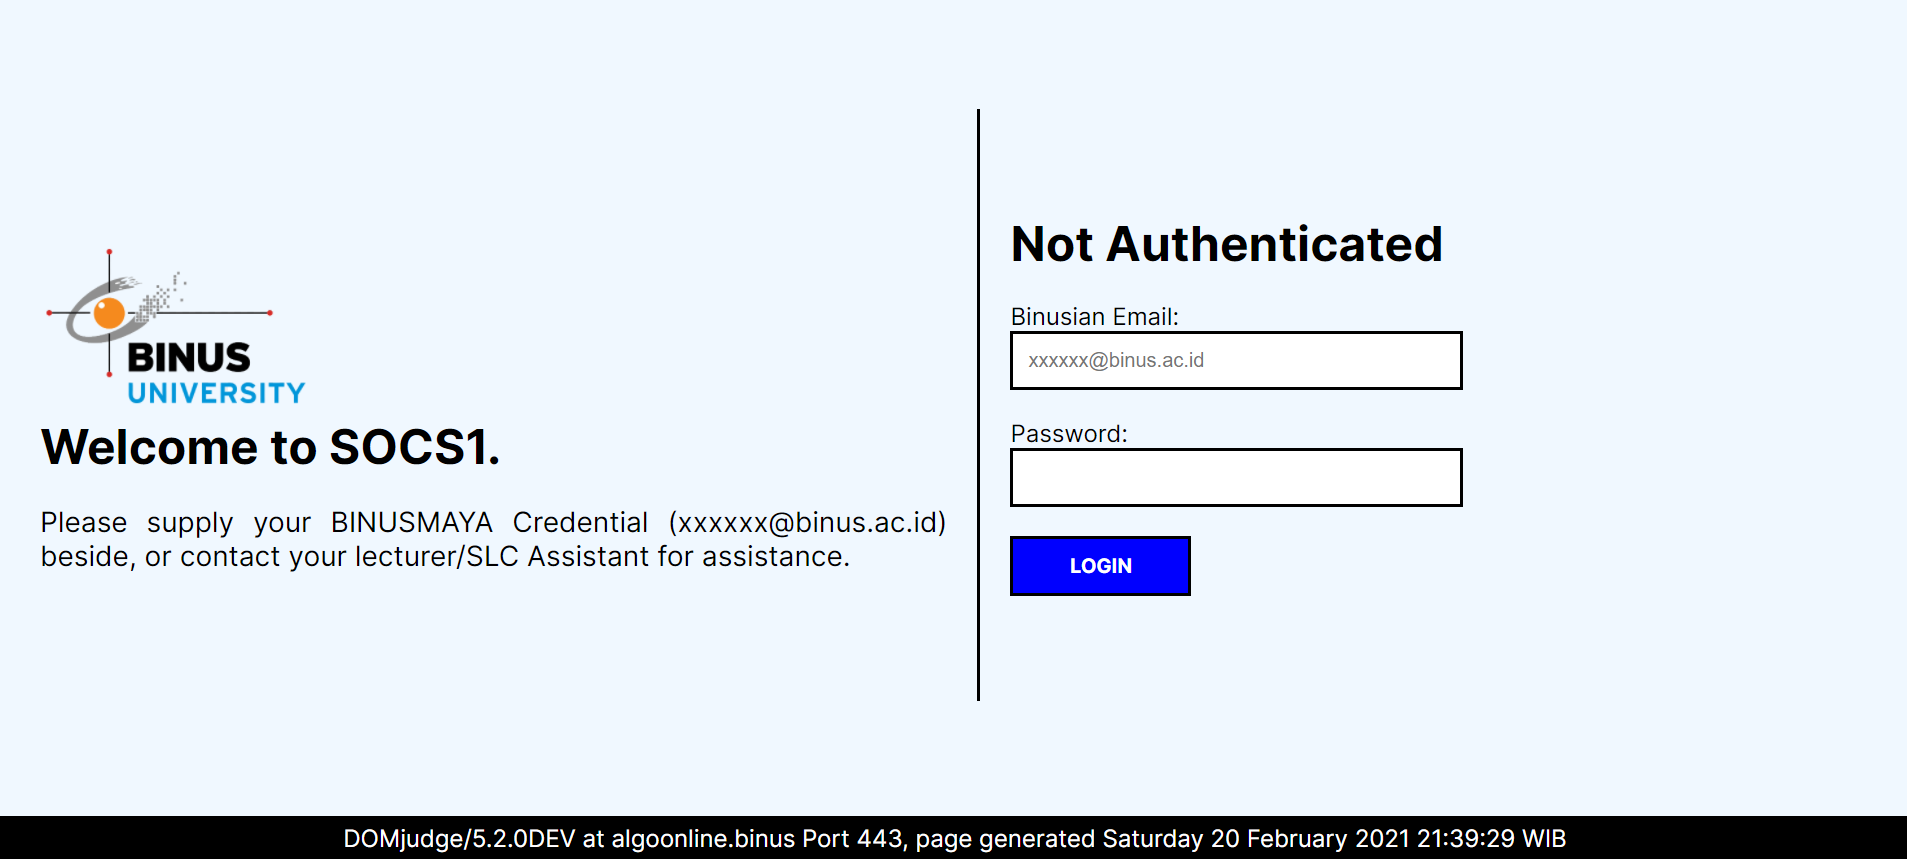 BINUS
UNIVERSITY
Welcome to SOCS1.
Please supply your BINUSMAYA Credential (xxxxxx@binus.ac.id)
beside, or contact your lecturer/SLC Assistant for assistance.
Not Authenticated
Binusian Email:
xxxxxx@binus.ac.id
Password:
LOGIN
DOMjudge/5.2.0DEV at algoonline.binus Port 443, page generated Saturday 20 February 2021 21:39:29 WIB